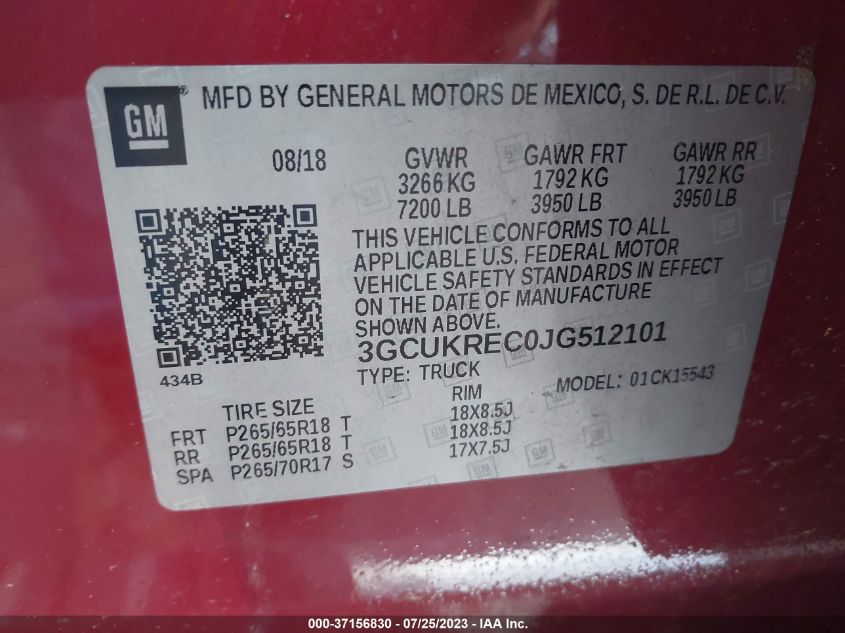 GM ® MFD BY GENERAL MOTORS DE MEXICO, S. DE R.L. DE C.V.
08/18 GVWR GAWR FRT GAWR RR
3266 KG 1792 KG 1792 KG
7200 LB 3950 LB 3950 LB
THIS VEHICLE CONFORMS TO ALL
APPLICABLE U.S. FEDERAL MOTOR
VEHICLE SAFETY STANDARDS IN EFFECT
ON THE DATE OF MANUFACTURE
SHOWN ABOVE.
3GCUKREC0JG512101
434B TYPE: TRUCK MODEL: 01CK15543
TIRE SIZE RIM
FRT P265/65R18 T 18X8.5J
RR P265/65R18 T 18X8.5J
SPA P265/70R17 S 17X7.5J
000-37156830 - 07/25/2023 - © IAA, Inc.